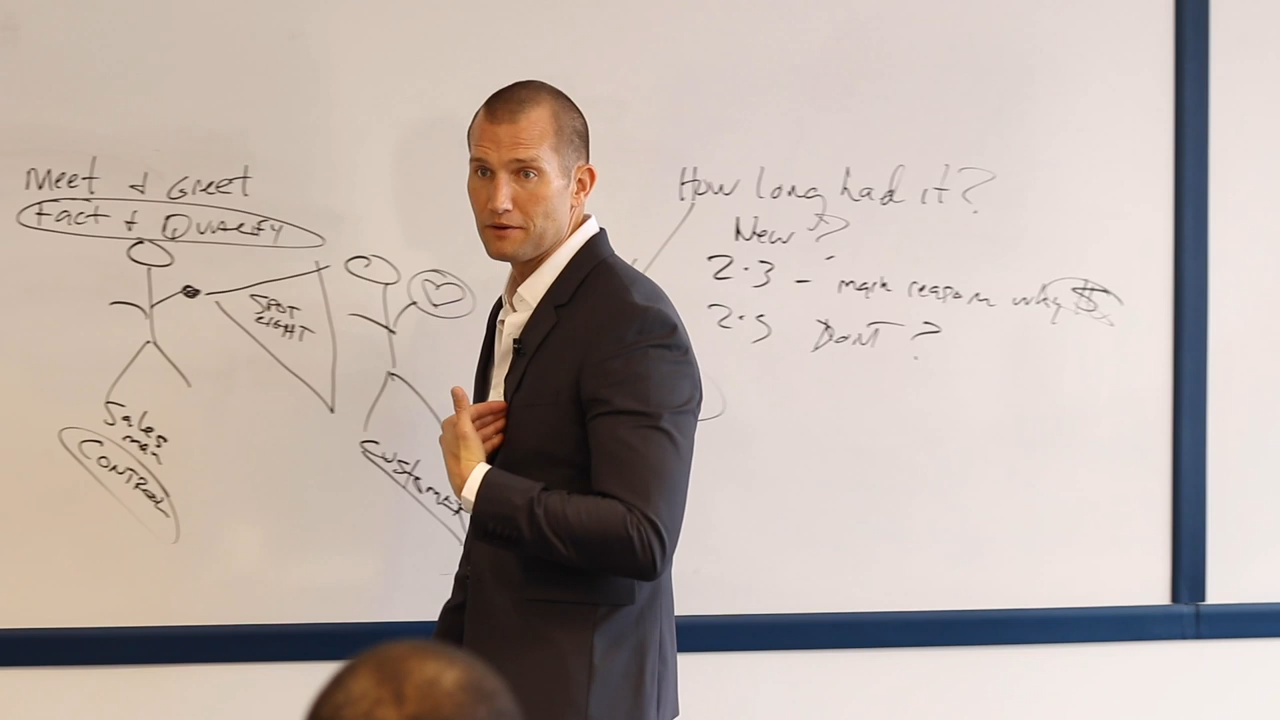 Meet & Greet
Fact & Qualify
SPOT
LIGHT
Sales
man
CONTROL
Customer
How long had it?
New?
2-3 - main reason why $
2-5 DON'T?